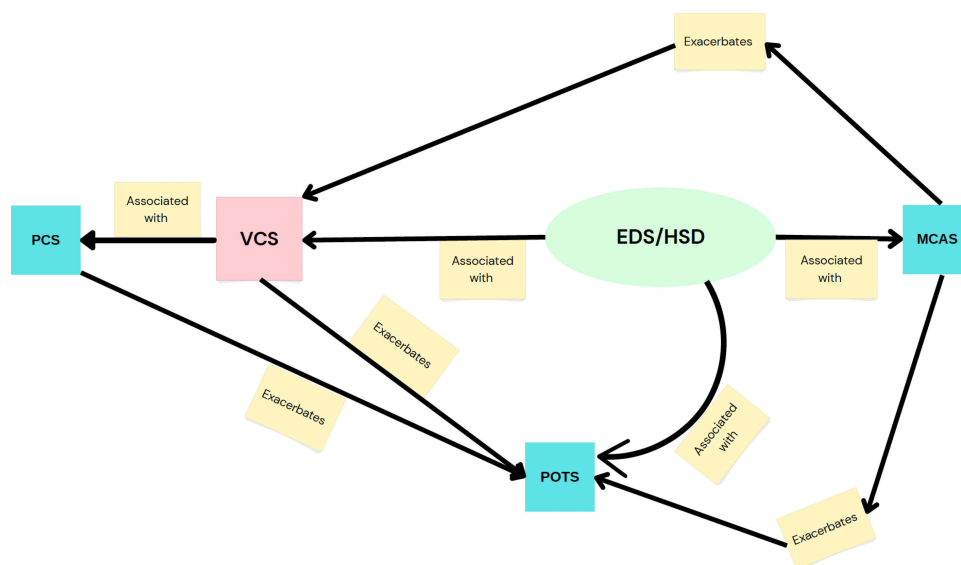 Exacerbates
Associated
with
PCS
VCS
EDS/HSD
MCAS
Associated
with
Associated
with
Exacerbates
Exacerbates
Associated
with
POTS
Exacerbates